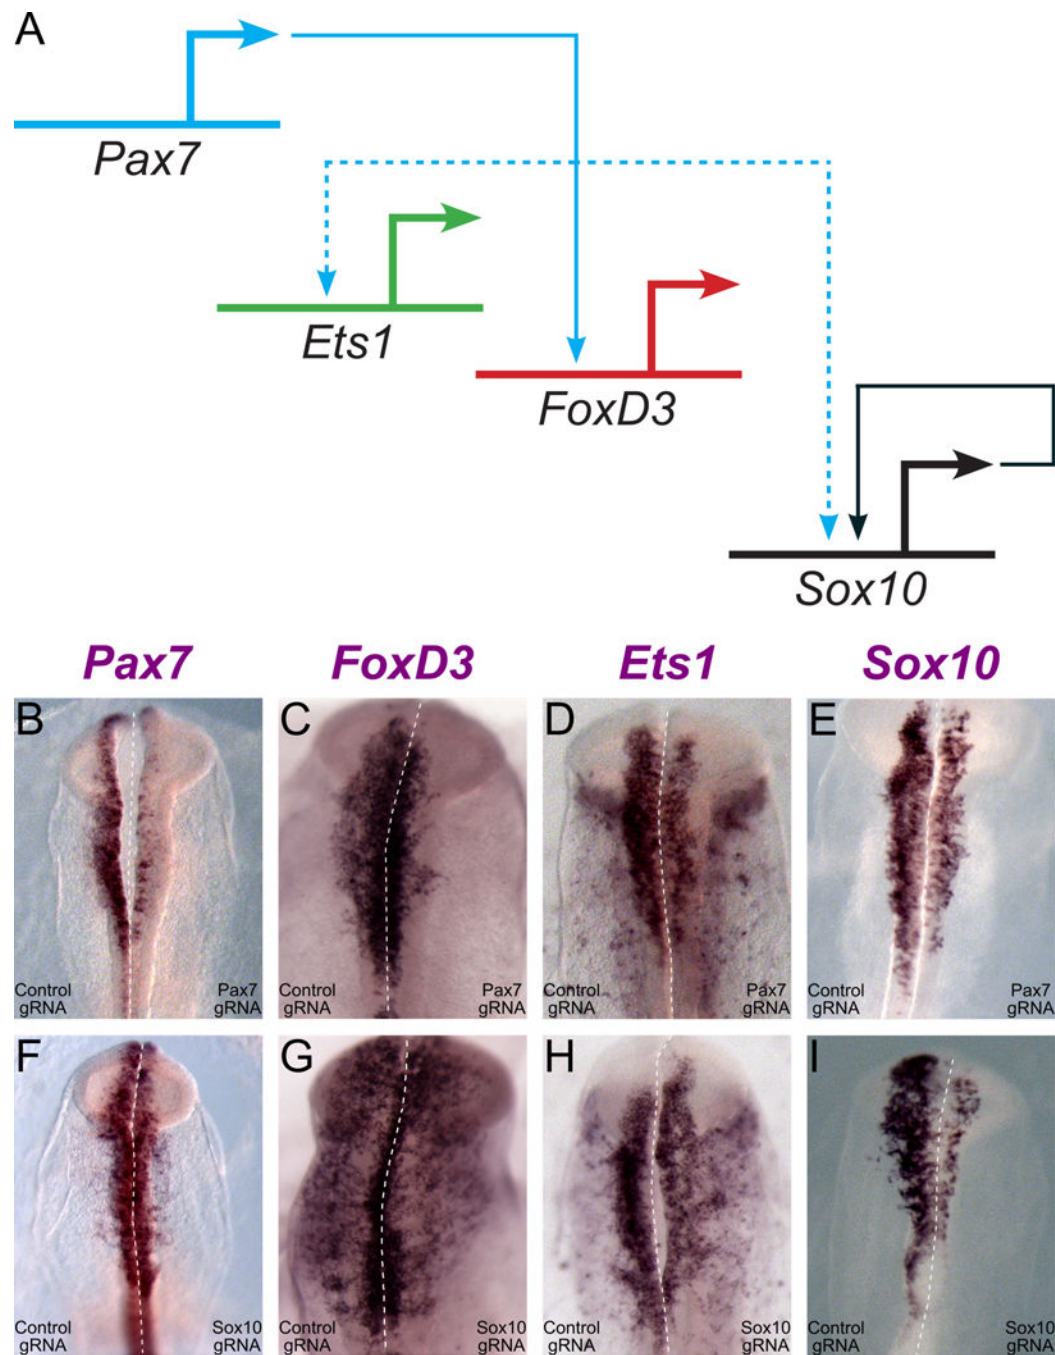 A
Pax7
Ets1
FoxD3
Sox10
Pax7 FoxD3 Ets1 Sox10
B C D E
Control gRNA Pax7 gRNA Control gRNA Pax7 gRNA Control gRNA Pax7 gRNA Control gRNA Pax7 gRNA
F G H I
Control gRNA Sox10 gRNA Control gRNA Sox10 gRNA Control gRNA Sox10 gRNA Control gRNA Sox10 gRNA